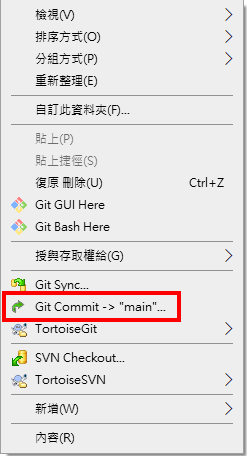 檢視(V)
排序方式(O)
分組方式(P)
重新整理(E)
自訂此資料夾(F)...
貼上(P)
貼上捷徑(S)
復原 刪除(U) Ctrl+Z
Git GUI Here
Git Bash Here
授與存取權給(G)
Git Sync...
Git Commit -> "main"...
TortoiseGit
SVN Checkout...
TortoiseSVN
新增(W)
內容(R)